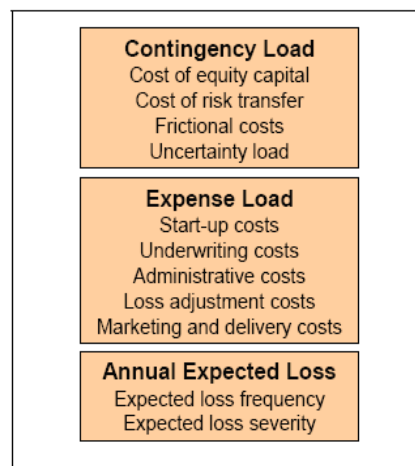 Contingency Load
Cost of equity capital
Cost of risk transfer
Frictional costs
Uncertainty load
Expense Load
Start-up costs
Underwriting costs
Administrative costs
Loss adjustment costs
Marketing and delivery costs
Annual Expected Loss
Expected loss frequency
Expected loss severity